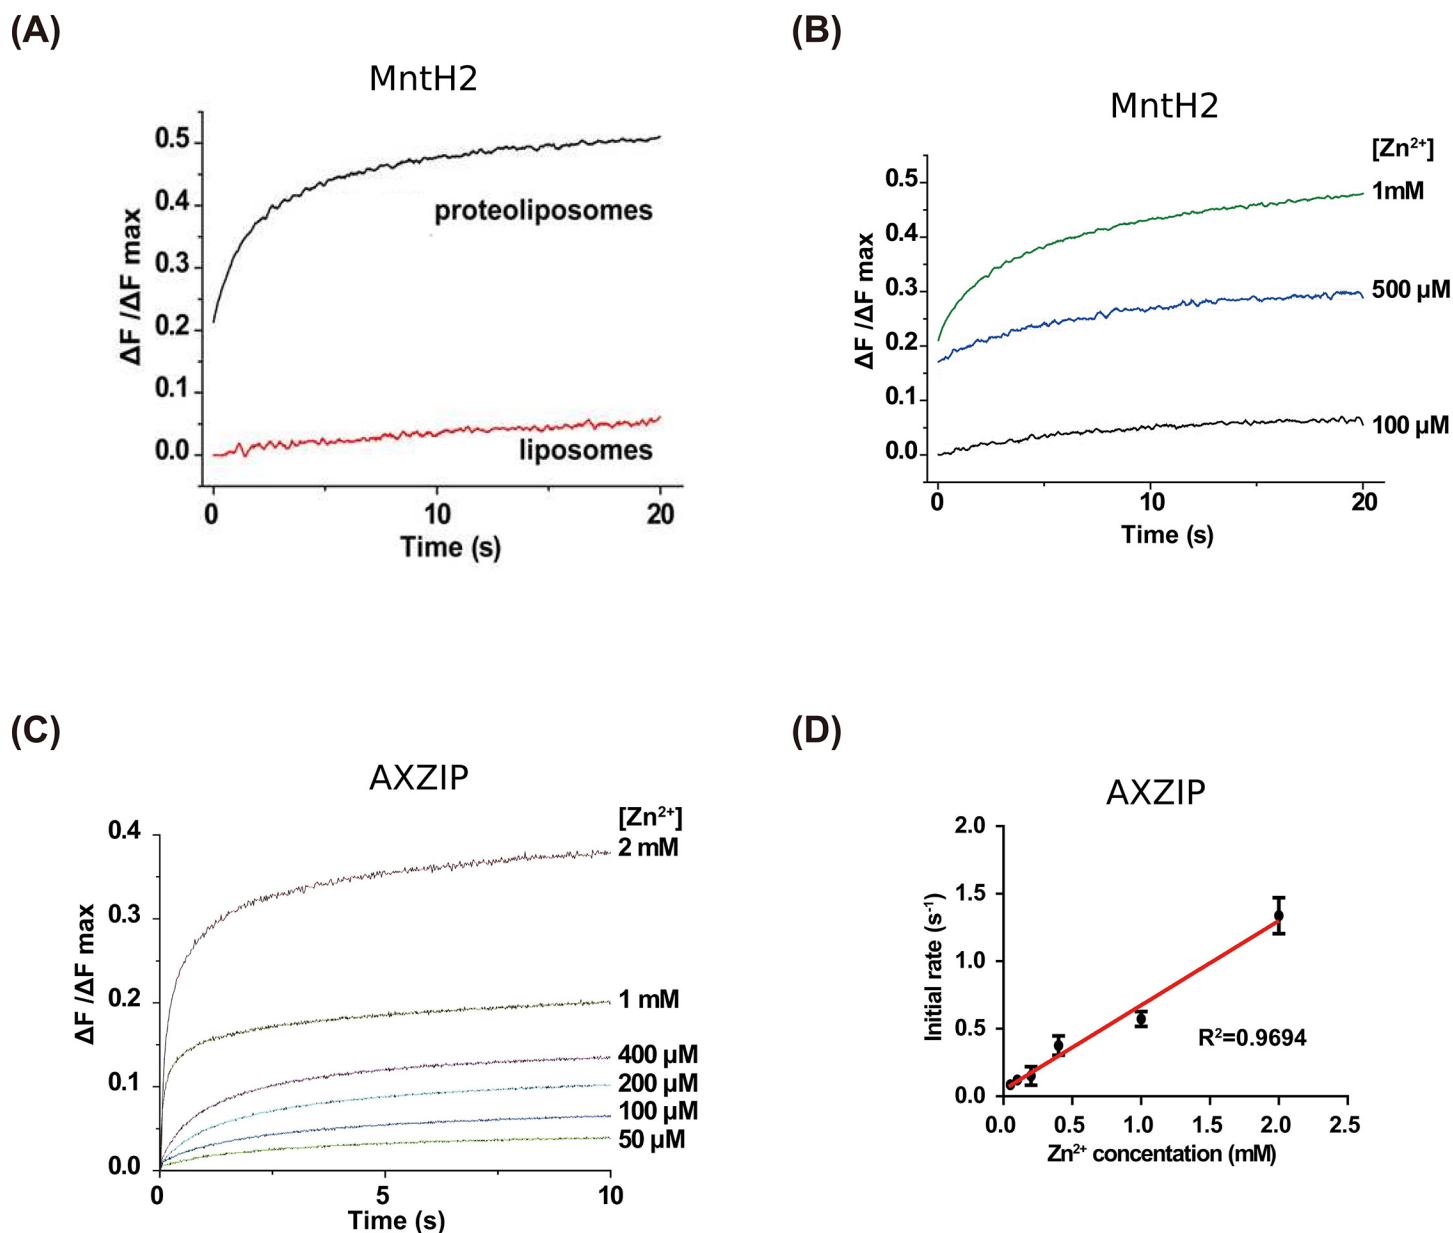 (A)
MntH2
ΔF /ΔF max
0.5
0.4
0.3
0.2
0.1
0.0
proteoliposomes
liposomes
0 10 20
Time (s)
(B)
MntH2
[Zn²⁺]
ΔF /ΔF max
0.5
0.4
0.3
0.2
0.1
0.0
1mM
500 μM
100 μM
0 10 20
Time (s)
(C)
AXZIP
[Zn²⁺]
ΔF /ΔF max
0.4
0.3
0.2
0.1
0.0
2 mM
1 mM
400 μM
200 μM
100 μM
50 μM
0 5 10
Time (s)
(D)
AXZIP
Initial rate (s⁻¹)
2.0
1.5
1.0
0.5
0.0
R²=0.9694
0.0 0.5 1.0 1.5 2.0 2.5
Zn²⁺ concentation (mM)